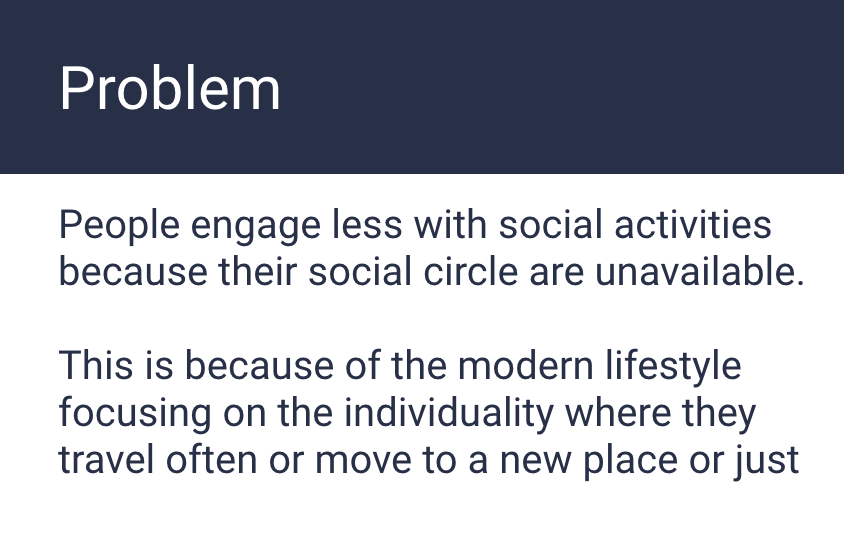 Problem
People engage less with social activities
because their social circle are unavailable.
This is because of the modern lifestyle
focusing on the individuality where they
travel often or move to a new place or just